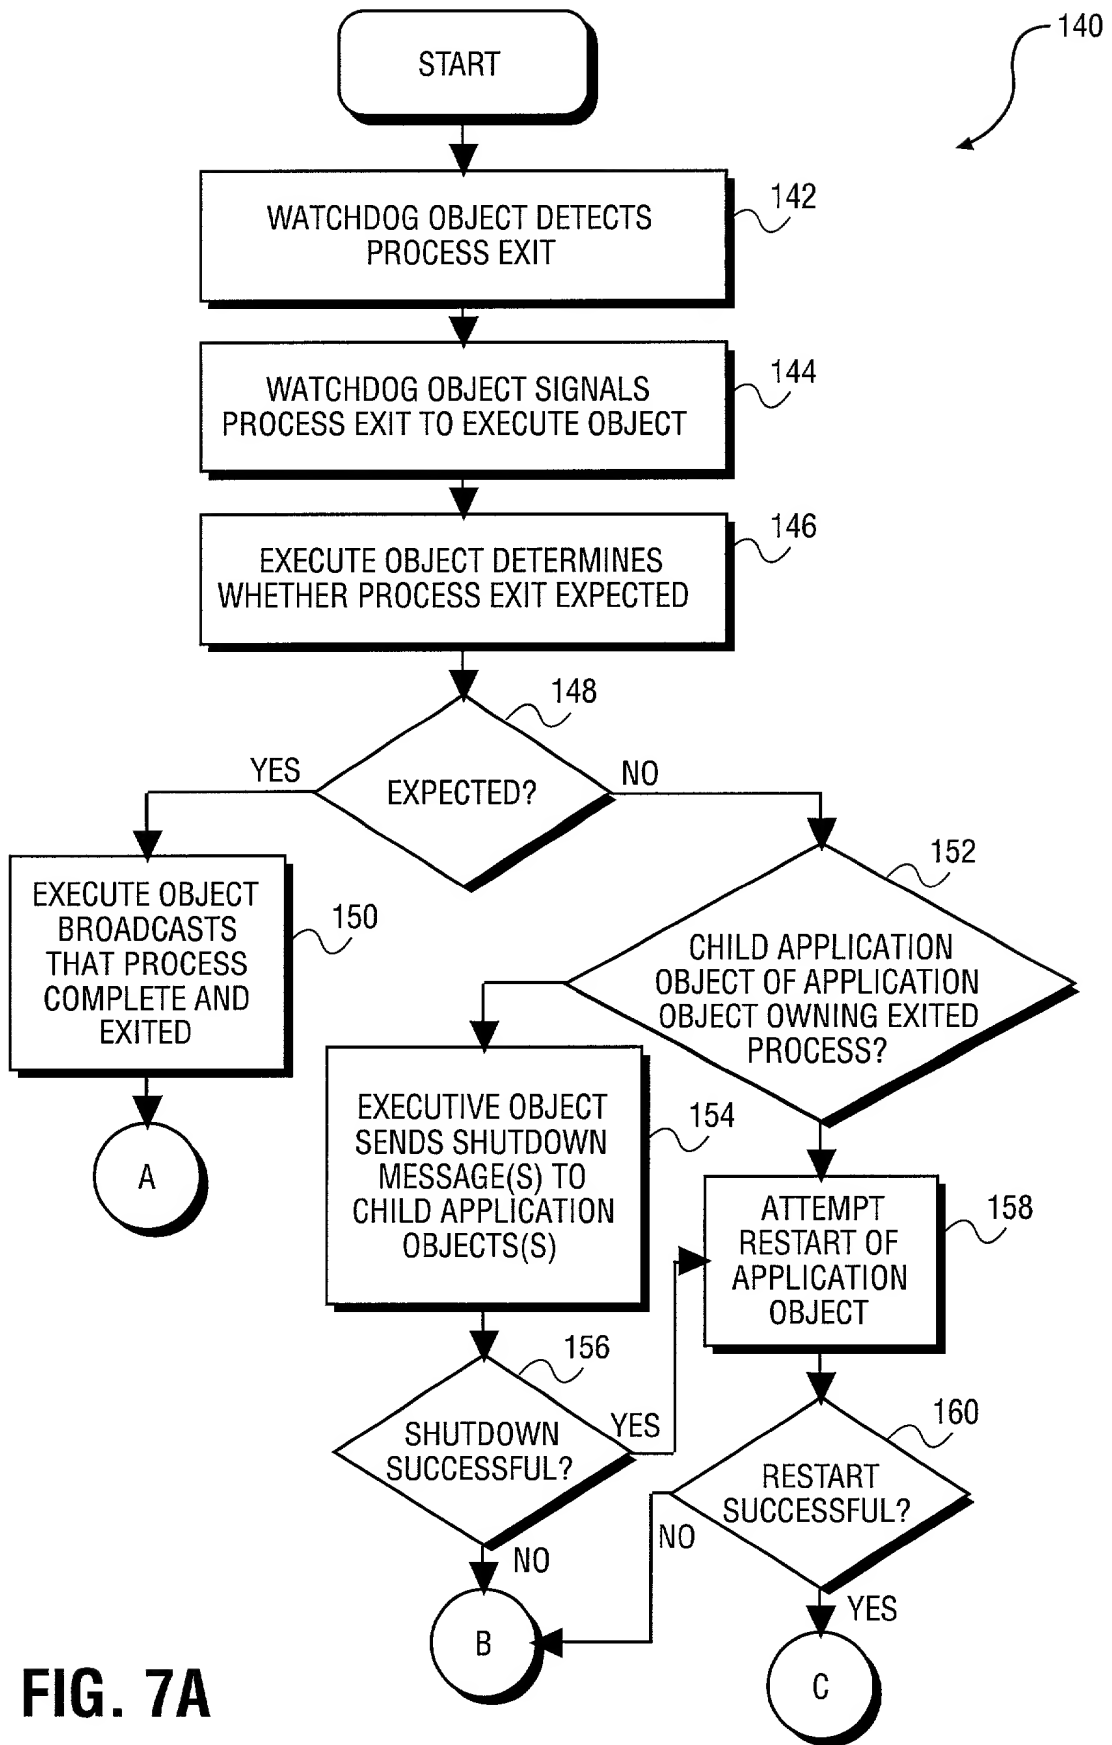 140
START
142
WATCHDOG OBJECT DETECTS
PROCESS EXIT
144
WATCHDOG OBJECT SIGNALS
PROCESS EXIT TO EXECUTE OBJECT
146
EXECUTE OBJECT DETERMINES
WHETHER PROCESS EXIT EXPECTED
148
YES
EXPECTED?
NO
EXECUTE OBJECT
BROADCASTS
THAT PROCESS
COMPLETE AND
EXITED
150
A
152
CHILD APPLICATION
OBJECT OF APPLICATION
OBJECT OWNING EXITED
PROCESS?
EXECUTIVE OBJECT
SENDS SHUTDOWN
MESSAGE(S) TO
CHILD APPLICATION
OBJECTS(S)
154
ATTEMPT
RESTART OF
APPLICATION
OBJECT
158
156
SHUTDOWN
SUCCESSFUL?
YES
NO
160
RESTART
SUCCESSFUL?
NO
YES
B
C
FIG. 7A